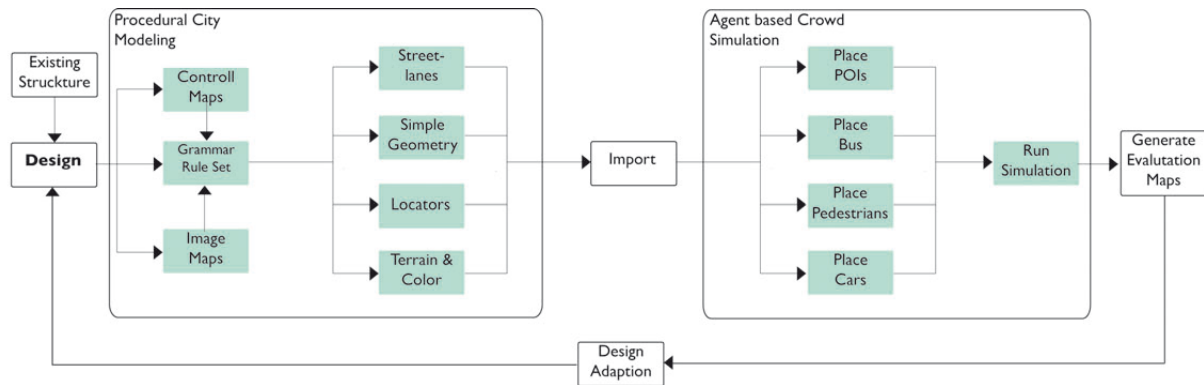 Procedural City
Modeling
Agent based Crowd
Simulation
Existing
Struckture
Design
Controll
Maps
Grammar
Rule Set
Image
Maps
Street-
lanes
Simple
Geometry
Locators
Terrain &
Color
Import
Place
POIs
Place
Bus
Place
Pedestrians
Place
Cars
Run
Simulation
Generate
Evalutation
Maps
Design
Adaption